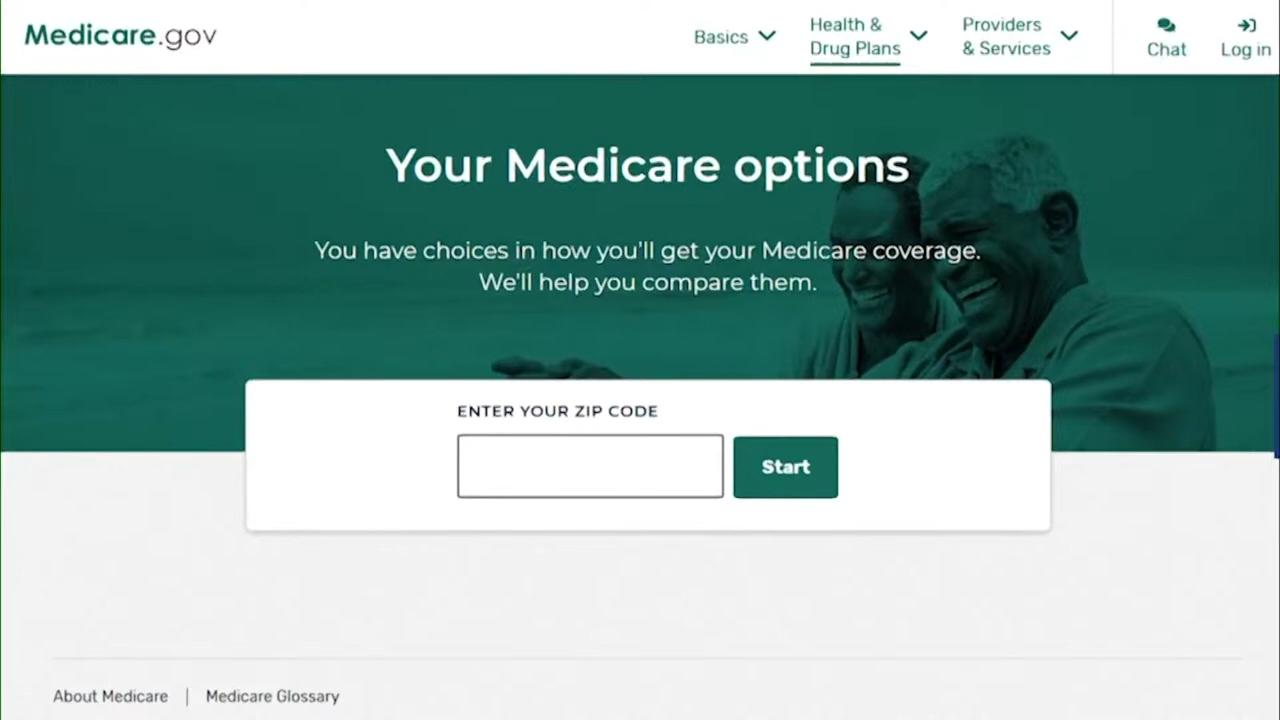 Medicare.gov
Basics
Health &
Drug Plans
Providers
& Services
Chat
Log in
Your Medicare options
You have choices in how you'll get your Medicare coverage.
We'll help you compare them.
ENTER YOUR ZIP CODE
Start
About Medicare | Medicare Glossary